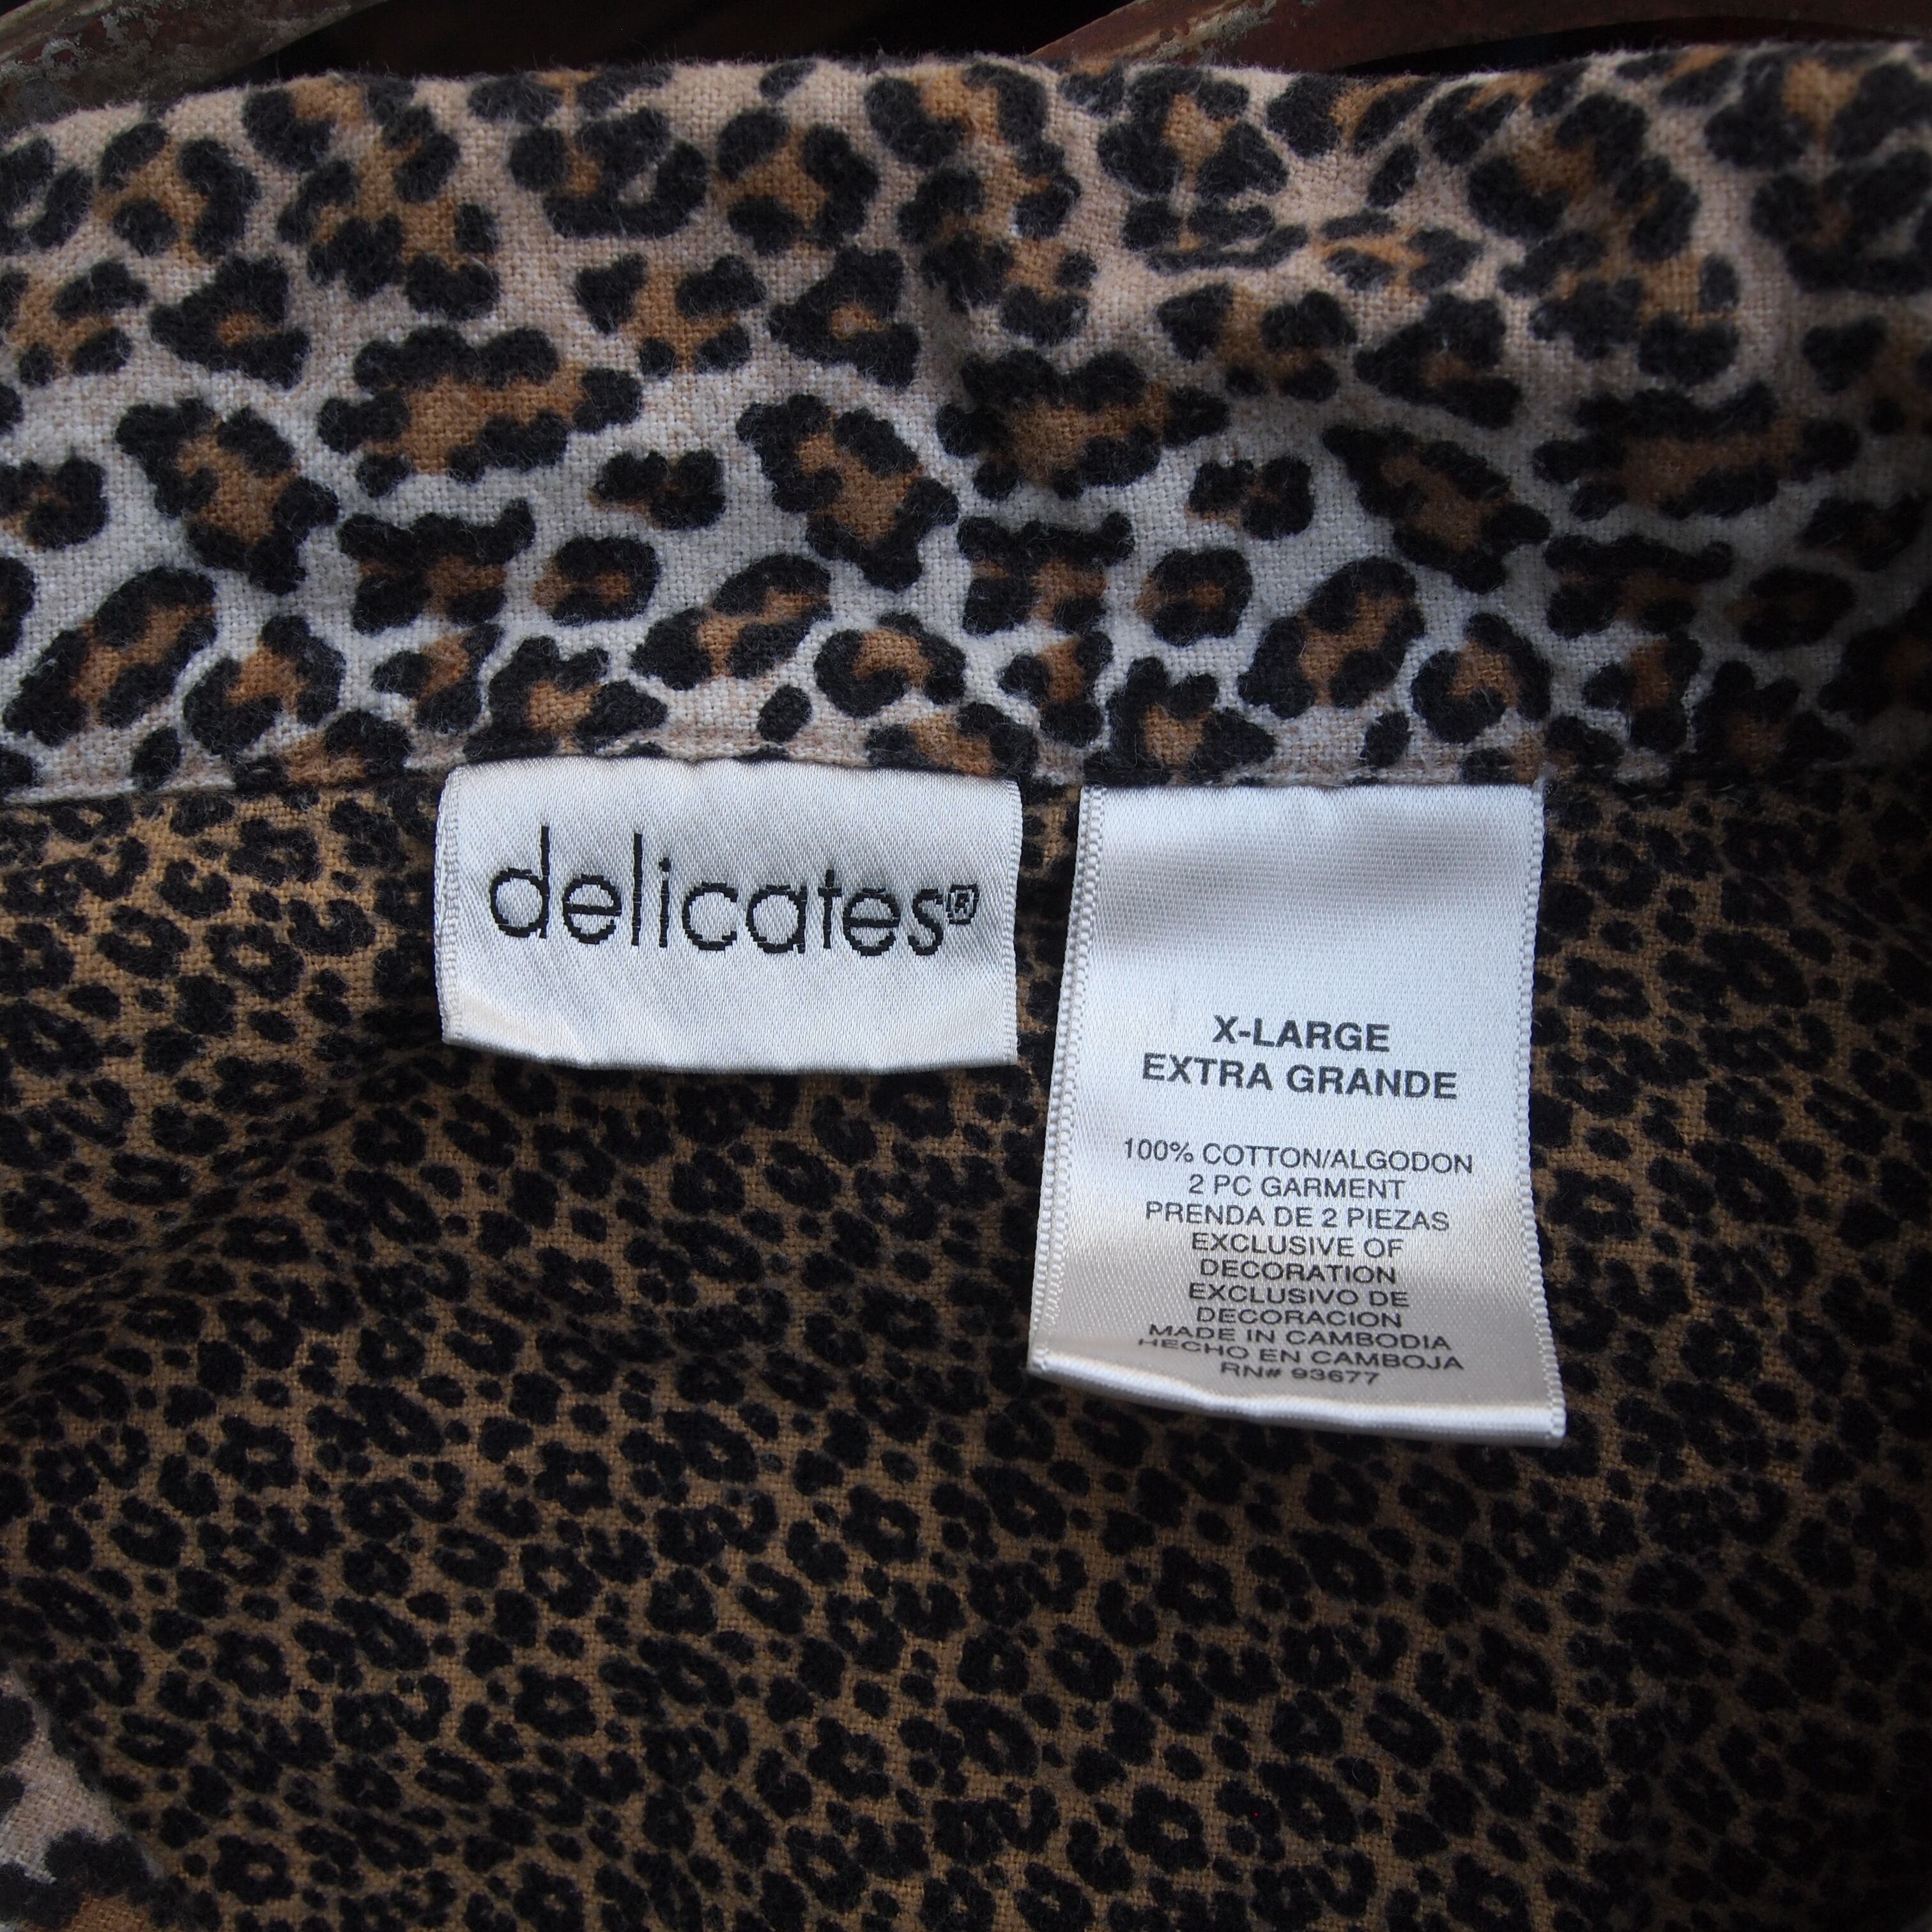 delicates®
X-LARGE
EXTRA GRANDE
100% COTTON/ALGODON
2 PC GARMENT
PRENDA DE 2 PIEZAS
EXCLUSIVE OF
DECORATION
EXCLUSIVO DE
DECORACION
MADE IN CAMBODIA
HECHO EN CAMBOJA
RN# 93677